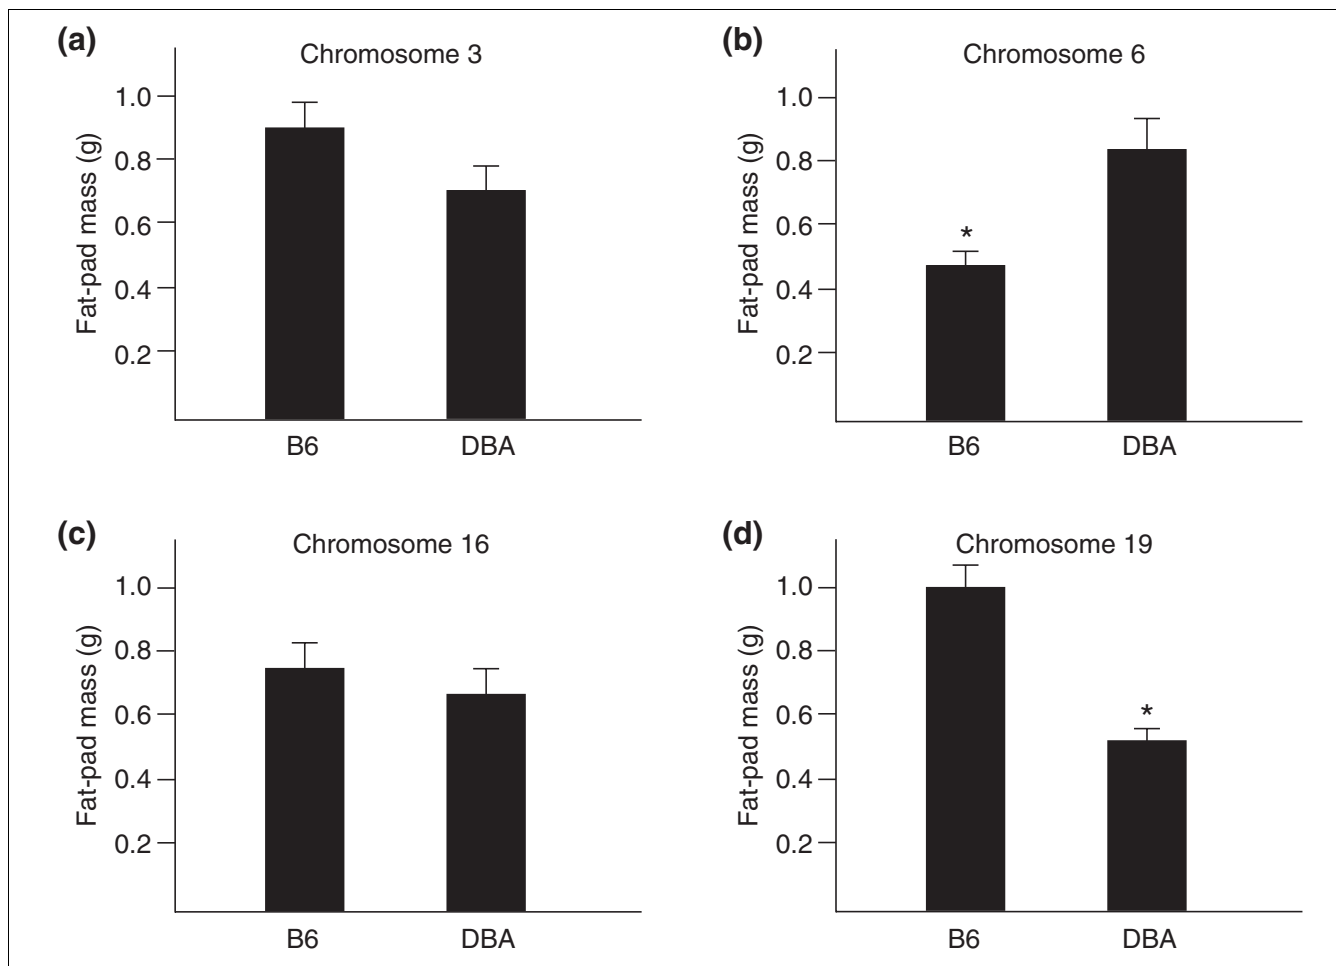 (a)
Chromosome 3
Fat-pad mass (g)
1.0
0.8
0.6
0.4
0.2
B6
DBA
(b)
Chromosome 6
Fat-pad mass (g)
1.0
0.8
0.6
0.4
0.2
*
B6
DBA
(c)
Chromosome 16
Fat-pad mass (g)
1.0
0.8
0.6
0.4
0.2
B6
DBA
(d)
Chromosome 19
Fat-pad mass (g)
1.0
0.8
0.6
0.4
0.2
*
B6
DBA